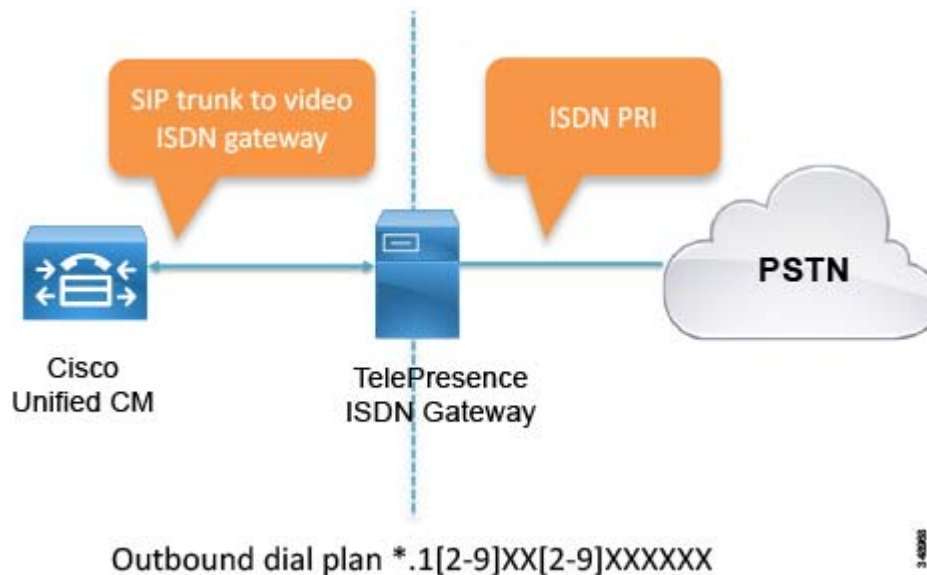 SIP trunk to video
ISDN gateway
ISDN PRI
PSTN
Cisco
Unified CM
TelePresence
ISDN Gateway
Outbound dial plan *.1[2-9]XX[2-9]XXXXXX